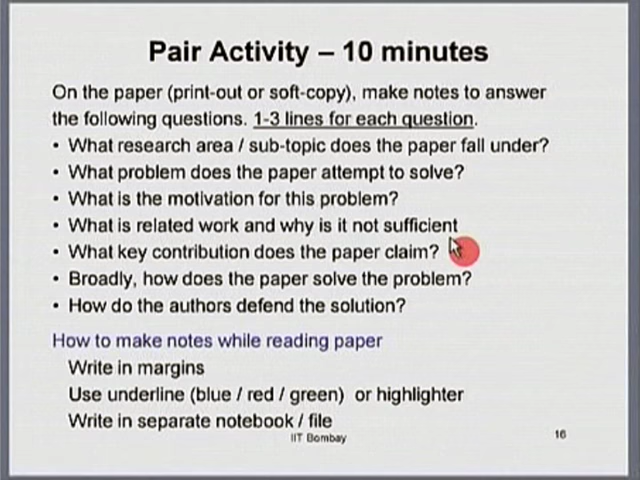 Pair Activity – 10 minutes
On the paper (print-out or soft-copy), make notes to answer
the following questions. 1-3 lines for each question.
• What research area / sub-topic does the paper fall under?
• What problem does the paper attempt to solve?
• What is the motivation for this problem?
• What is related work and why is it not sufficient
• What key contribution does the paper claim?
• Broadly, how does the paper solve the problem?
• How do the authors defend the solution?
How to make notes while reading paper
Write in margins
Use underline (blue / red / green) or highlighter
Write in separate notebook / file
IIT Bombay
16